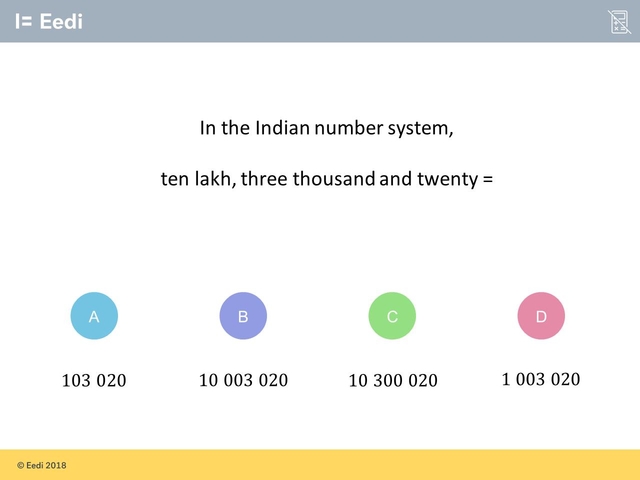 I= Eedi
In the Indian number system,
ten lakh, three thousand and twenty =
A
B
C
D
103 020
10 003 020
10 300 020
1 003 020
© Eedi 2018